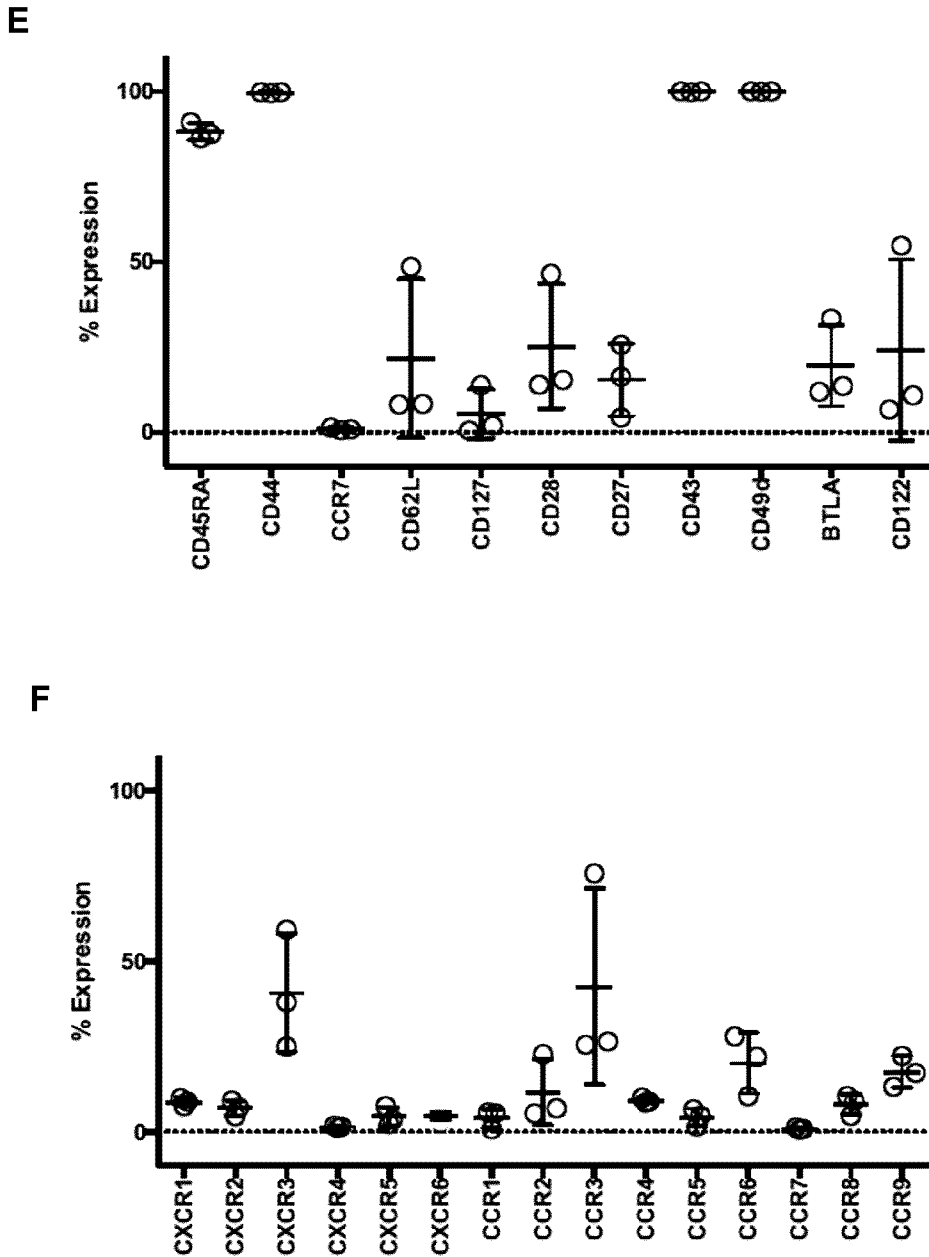 E
% Expression
100
50
0
CD45RA
CD44
CCR7
CD62L
CD127
CD28
CD27
CD43
CD49d
BTLA
CD122
F
% Expression
100
50
0
CXCR1
CXCR2
CXCR3
CXCR4
CXCR5
CXCR6
CCR1
CCR2
CCR3
CCR4
CCR5
CCR6
CCR7
CCR8
CCR9